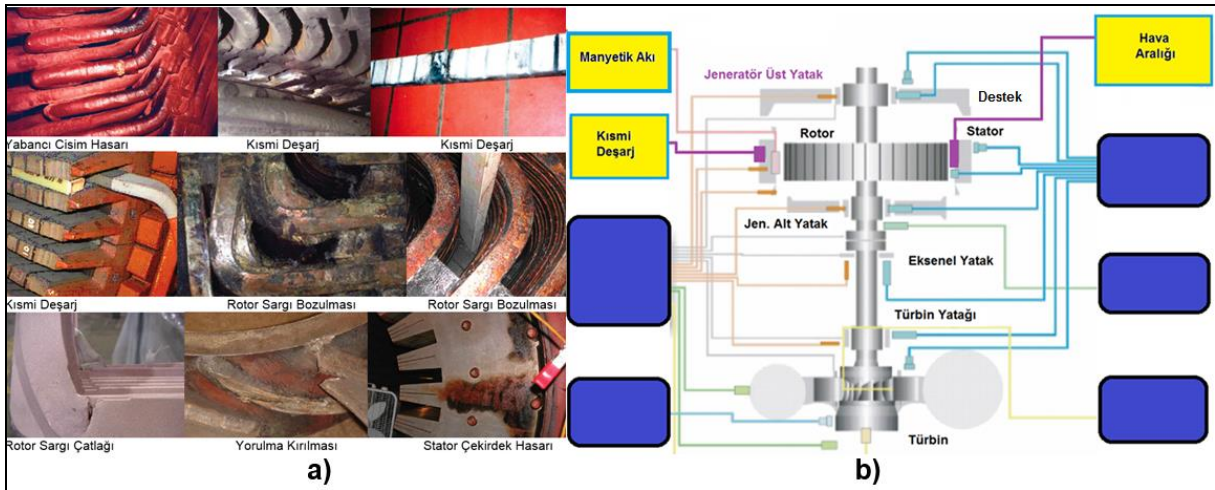 Yabancı Cisim Hasarı
Kısmi Deşarj
Kısmi Deşarj
Kısmi Deşarj
Rotor Sargı Bozulması
Rotor Sargı Bozulması
Rotor Sargı Çatlağı
Yorulma Kırılması
Stator Çekirdek Hasarı
a)
Manyetik Akı
Hava
Aralığı
Jeneratör Üst Yatak
Destek
Kısmi
Deşarj
Rotor
Stator
Jen. Alt Yatak
Eksenel Yatak
Türbin Yatağı
Türbin
b)